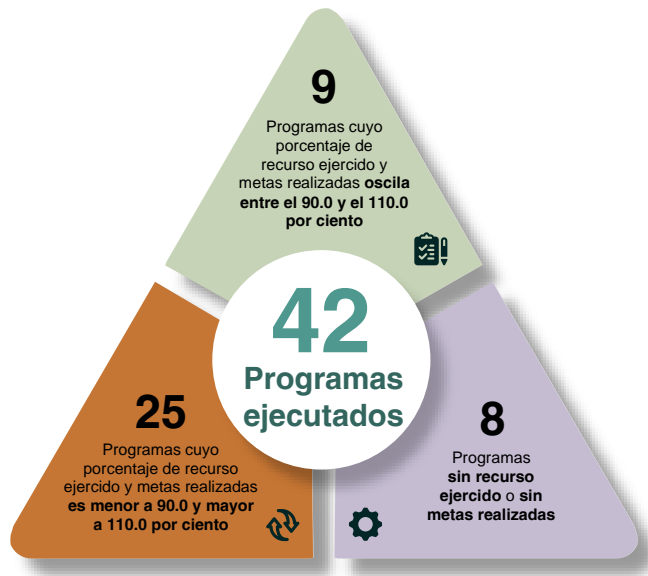 9
Programas cuyo
porcentaje de
recurso ejercido y
metas realizadas oscila
entre el 90.0 y el 110.0
por ciento
42
Programas
ejecutados
25
Programas cuyo
porcentaje de recurso
ejercido y metas realizadas
es menor a 90.0 y mayor
a 110.0 por ciento
8
Programas
sin recurso
ejercido o sin
metas realizadas